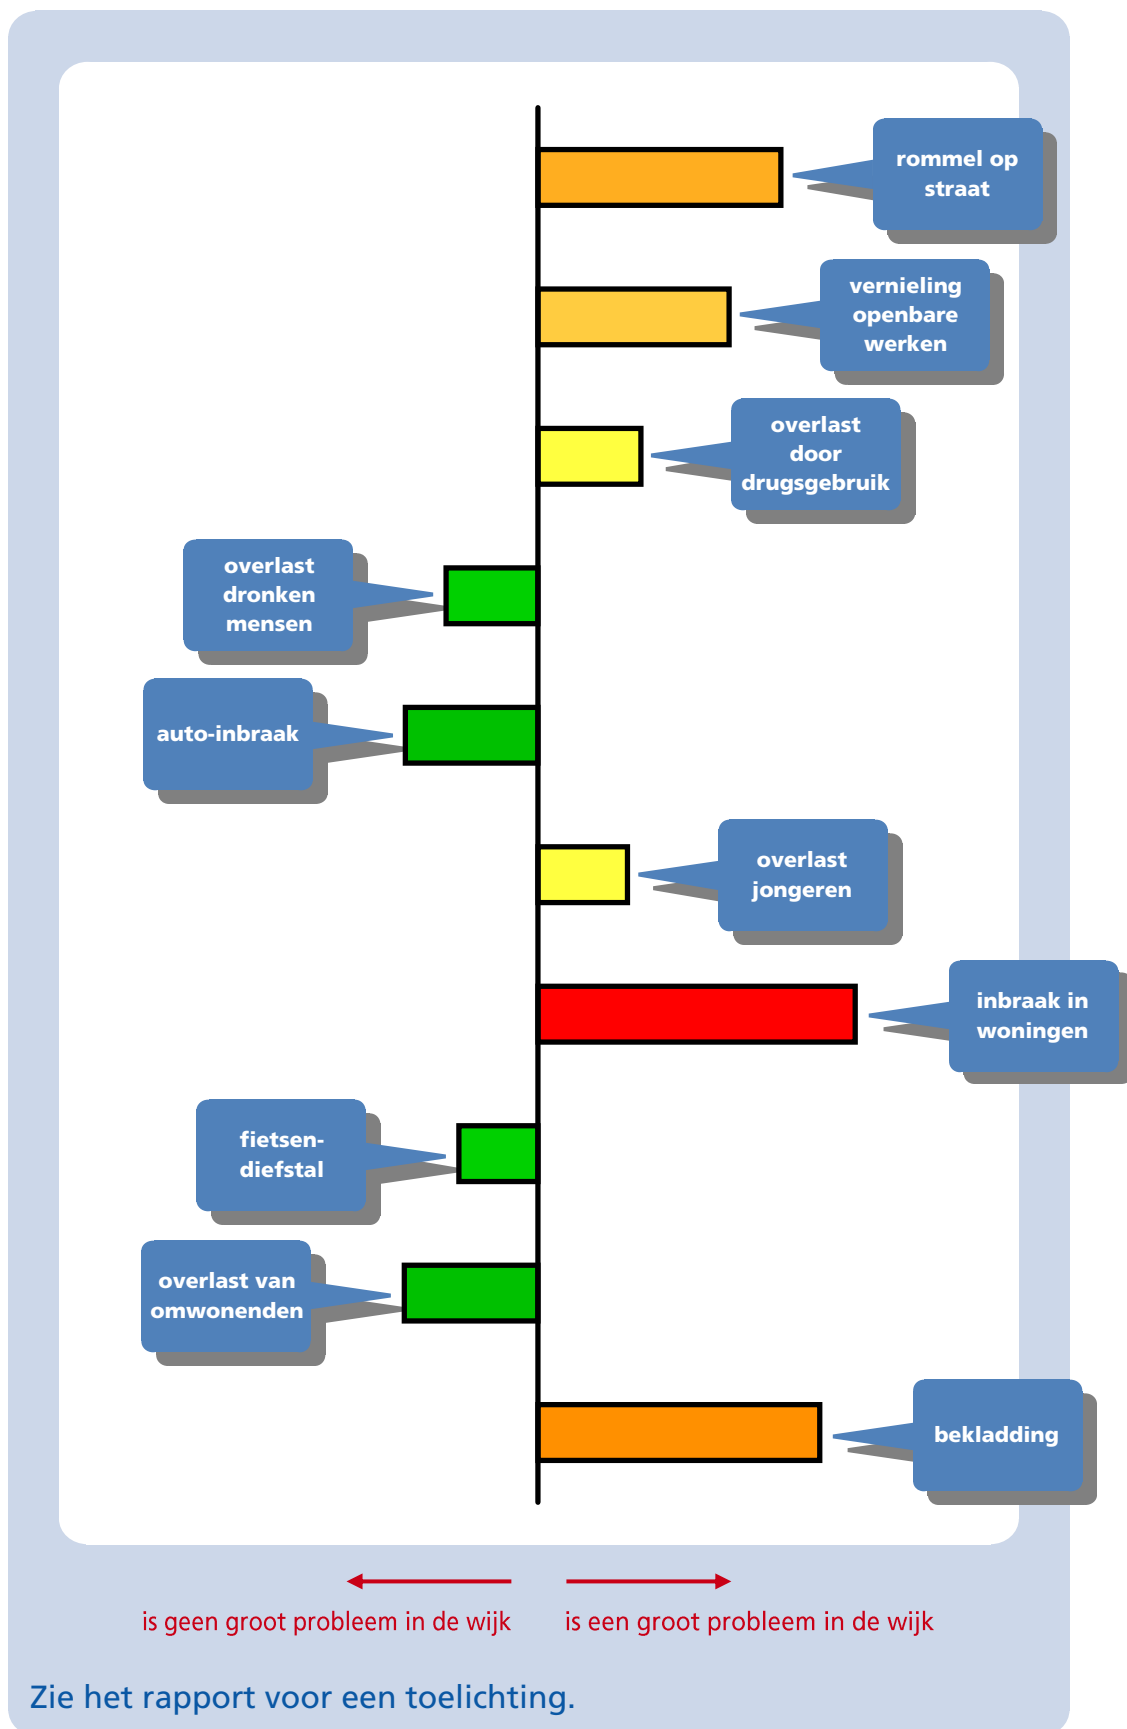 rommel op
straat
vernieling
openbare
werken
overlast
door
drugsgebruik
overlast
dronken
mensen
auto-inbraak
overlast
jongeren
inbraak in
woningen
fietsen-
diefstal
overlast van
omwonenden
bekladding
is geen groot probleem in de wijk
is een groot probleem in de wijk
Zie het rapport voor een toelichting.